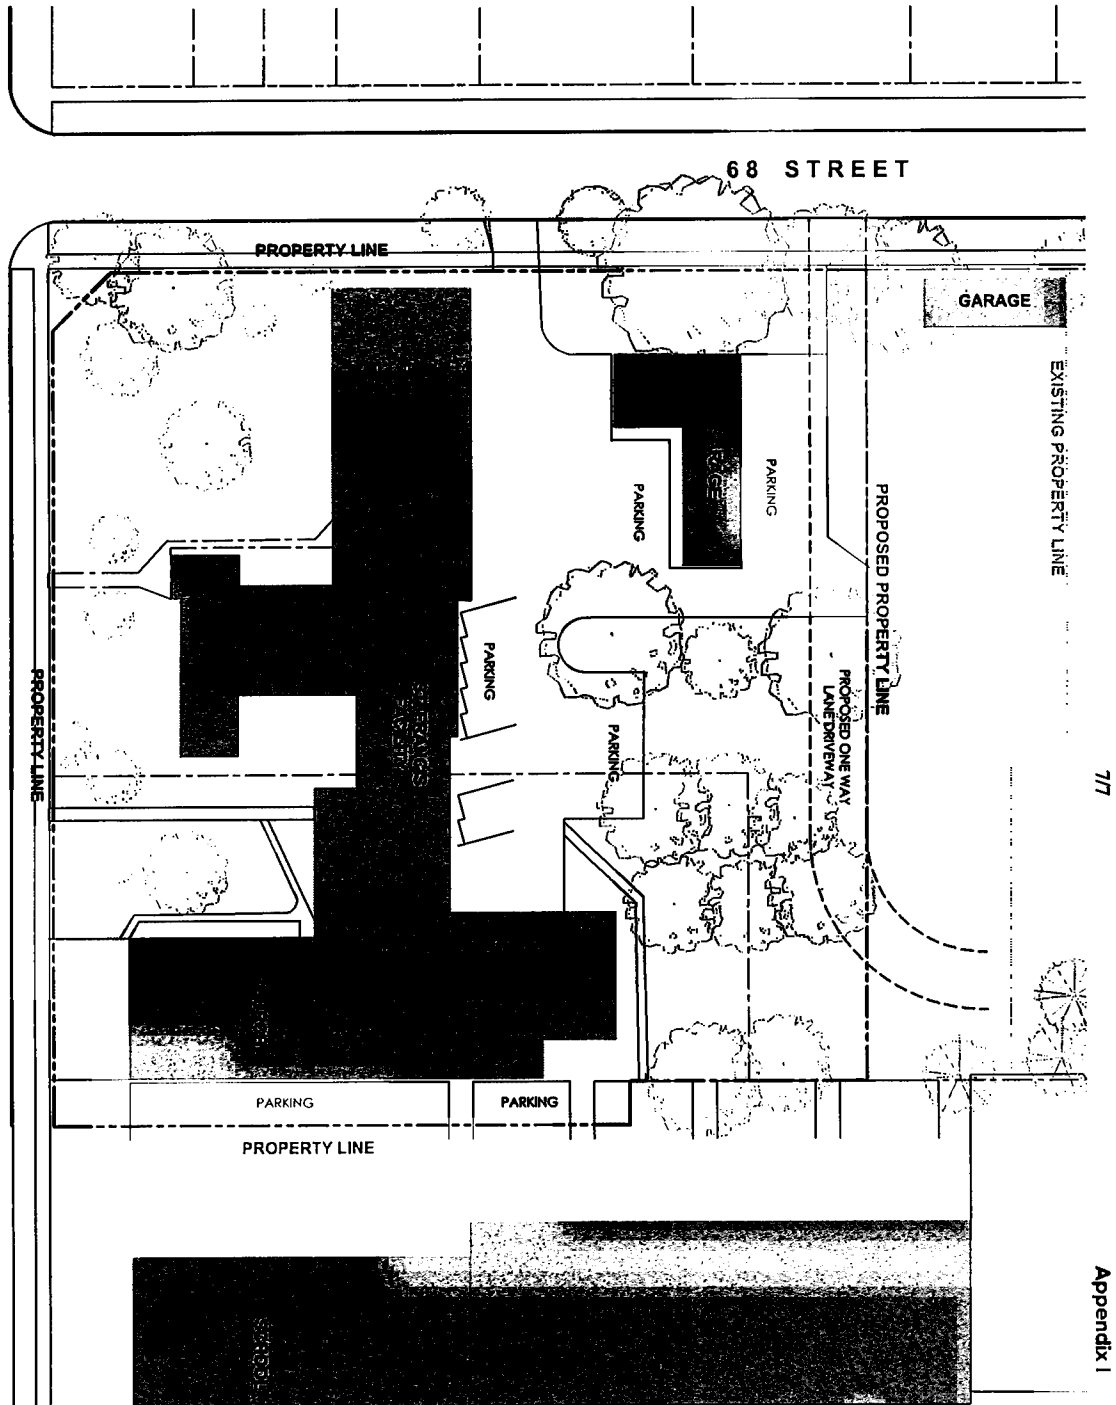 68 STREET
PROPERTY LINE
GARAGE
EXISTING PROPERTY LINE
PARKING
PARKING
PROPOSED PROPERTY LINE
PARKING
PROPOSED ONE WAY
LANE DRIVEWAY
PROPERTY LINE
PARKING
7/7
PARKING
PARKING
PROPERTY LINE
Appendix I